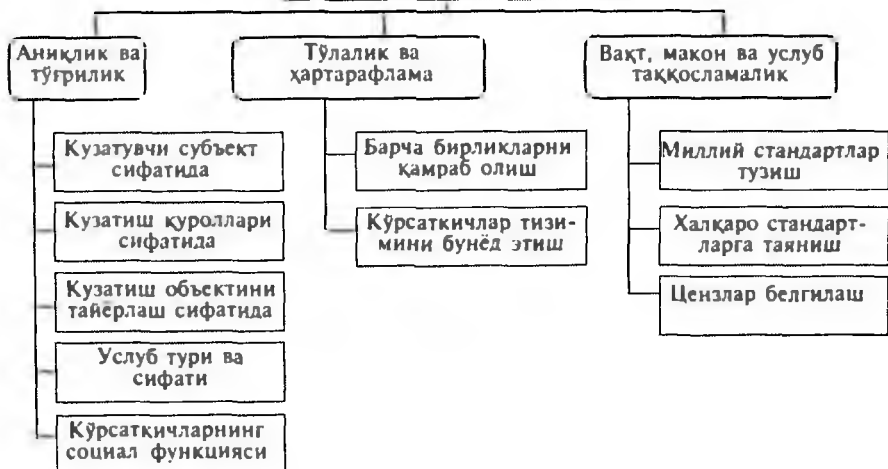 Аниқлик ва
тўғрилик
Кузатувчи субъект
сифатида
Кузатиш қуроллари
сифатида
Кузатиш объектини
тайёрлаш сифатида
Услуб тури ва
сифати
Кўрсаткичларнинг
социал функцияси
Тўлалик ва
ҳартарафлама
Барча бирликларни
қамраб олиш
Кўрсаткичлар тизи-
мини бунёд этиш
Вақт, макон ва услуб
таққосламалик
Миллий стандартлар
тузиш
Халқаро стандарт-
ларга таяниш
Цензлар белгилаш